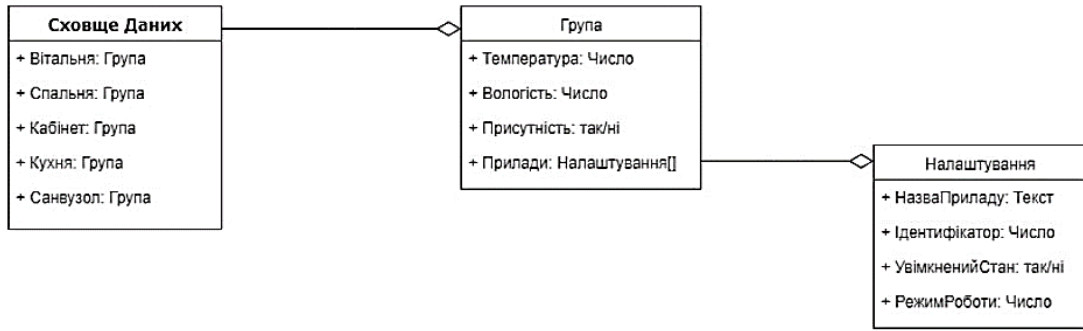 Сховще Даних
+ Вітальня: Група
+ Спальня: Група
+ Кабінет: Група
+ Кухня: Група
+ Санвузол: Група
Група
+ Температура: Число
+ Вологість: Число
+ Присутність: так/ні
+ Прилади: Налаштування[]
Налаштування
+ НазваПриладу: Текст
+ Ідентифікатор: Число
+ УвімкненийСтан: так/ні
+ РежимРоботи: Число